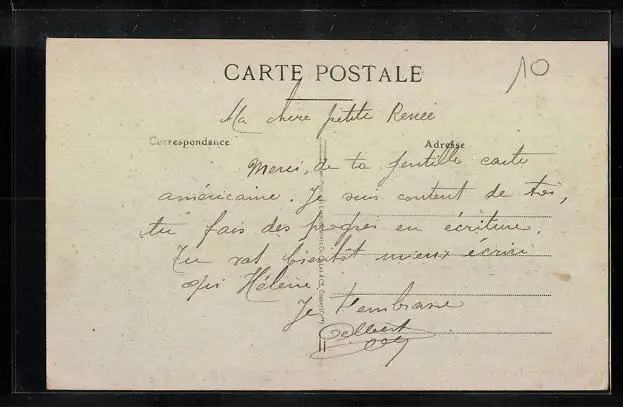 CARTE POSTALE
10
Ma chère petite Renée
Correspondance
Adresse
Merci, de ta gentille carte
américaine. Je suis content de toi,
tu fais des progrès en écriture.
Tu vas bientôt mieux écrire
que Hélène
Je t'embrasse